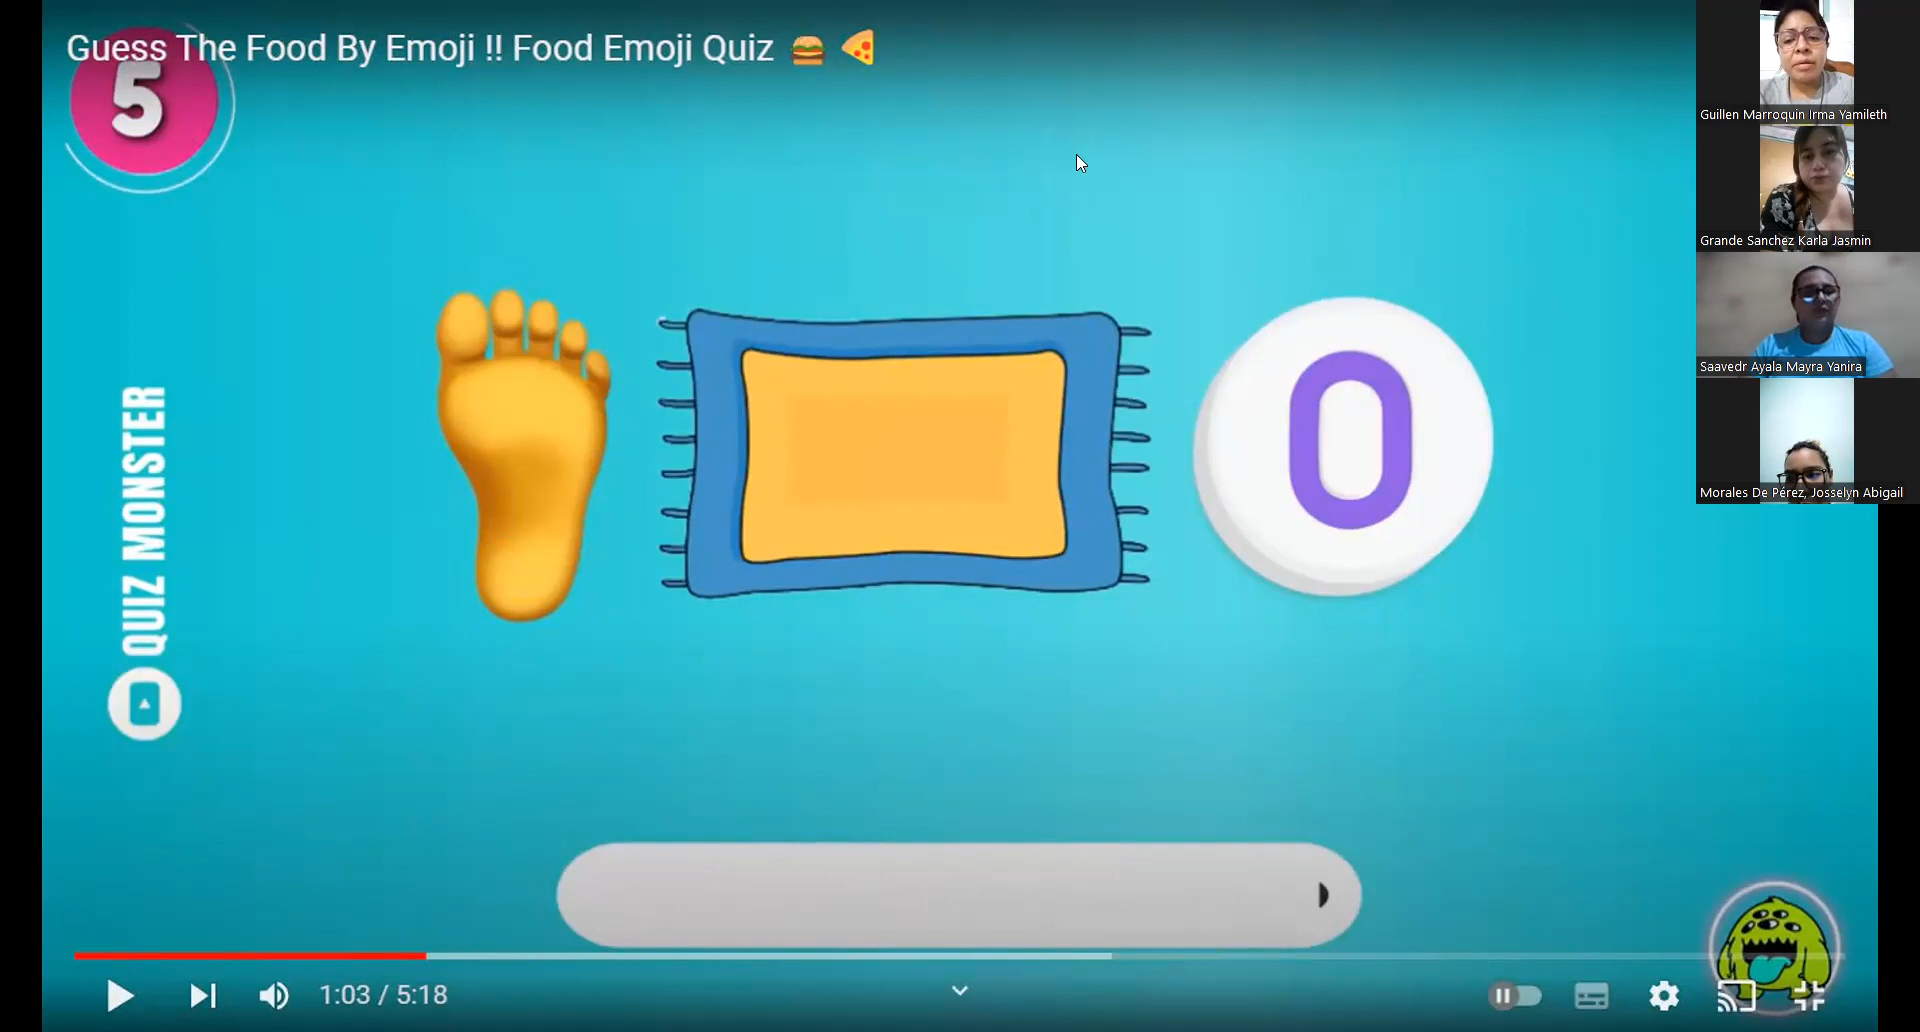 Guess The Food By Emoji !! Food Emoji Quiz 🍔 🍕
5
QUIZ MONSTER
O
1:03 / 5:18
Guillen Marroquin Irma Yamileth
Grande Sanchez Karla Jasmin
Saavedr Ayala Mayra Yanira
Morales De Pérez, Josselyn Abigail